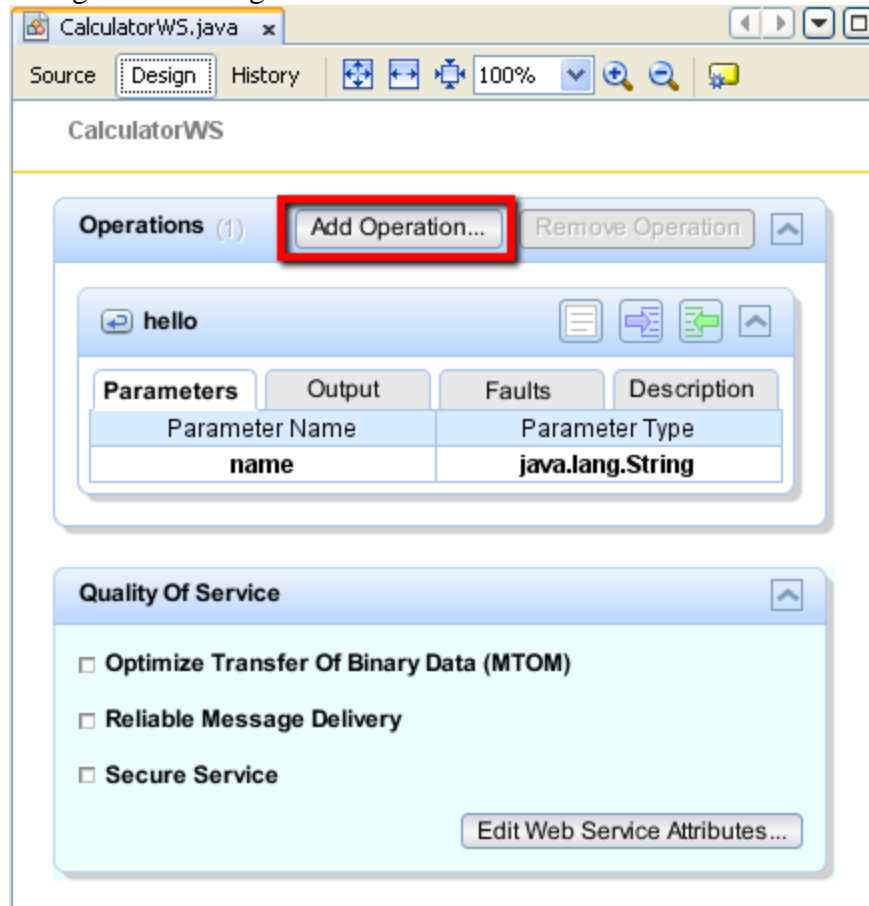 CalculatorWS.java x
Source Design History 100%
CalculatorWS
Operations (1) Add Operation... Remove Operation
hello
Parameters Output Faults Description
Parameter Name Parameter Type
name java.lang.String
Quality Of Service
Optimize Transfer Of Binary Data (MTOM)
Reliable Message Delivery
Secure Service
Edit Web Service Attributes...